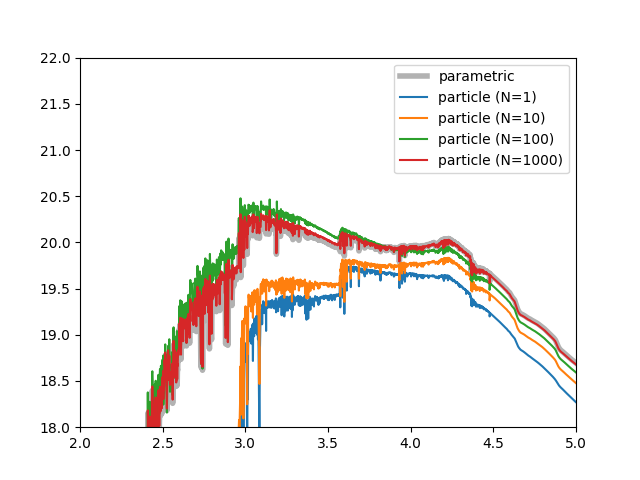 22.0
21.5
21.0
20.5
20.0
19.5
19.0
18.5
18.0
2.0 2.5 3.0 3.5 4.0 4.5 5.0
parametric
particle (N=1)
particle (N=10)
particle (N=100)
particle (N=1000)